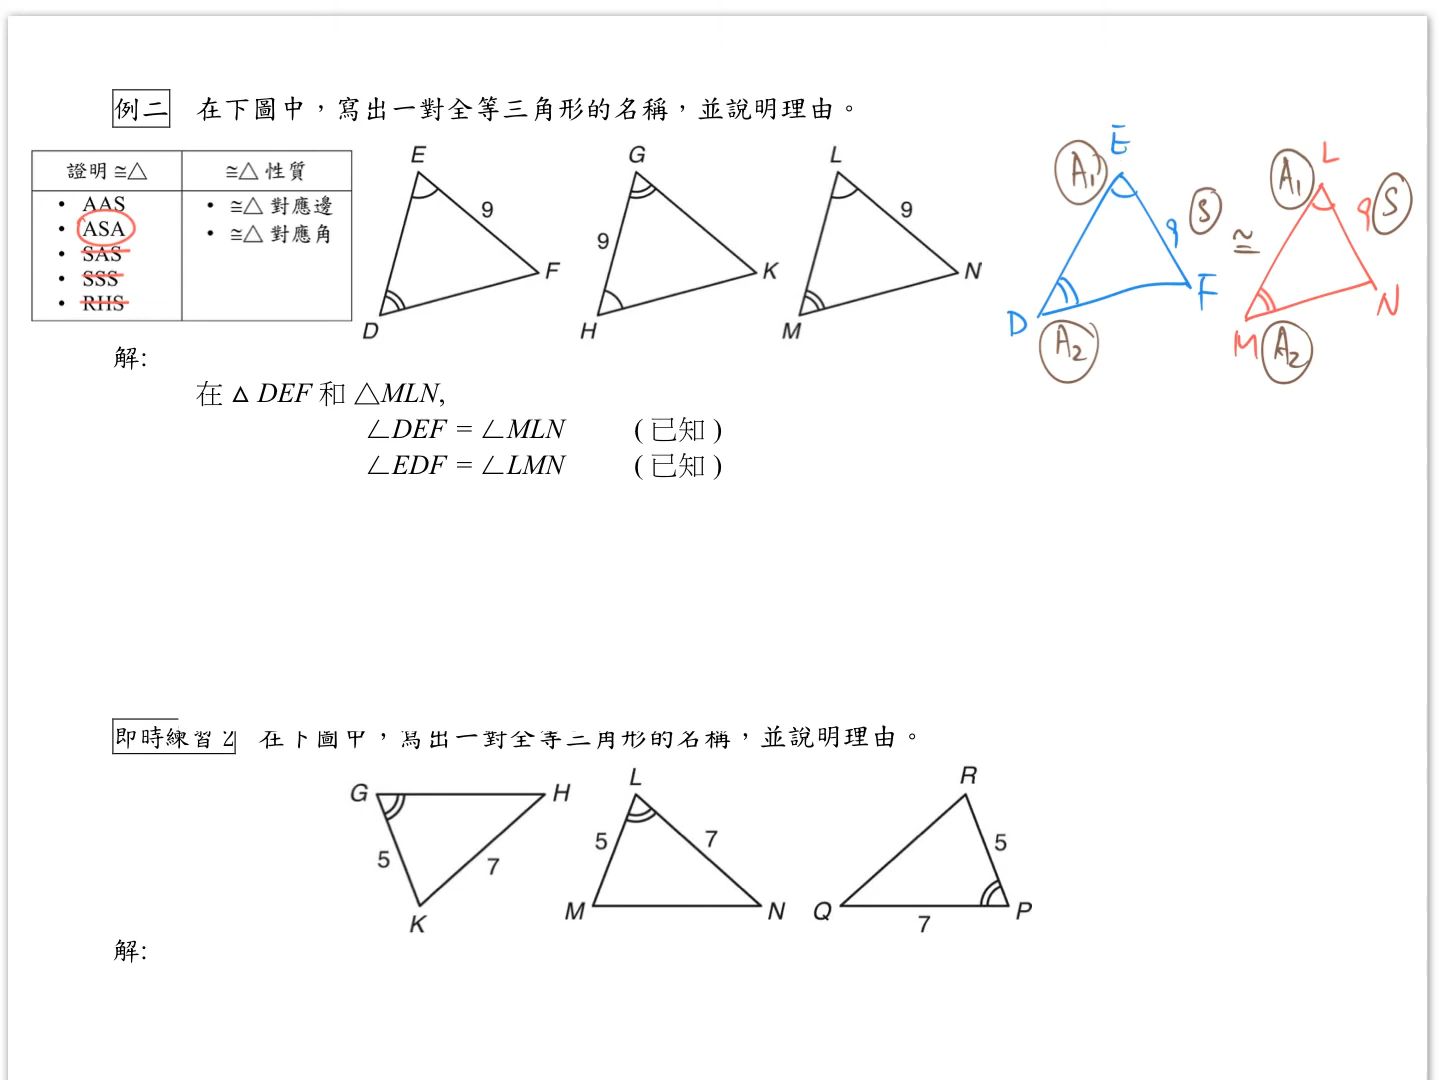 例二 在下圖中，寫出一對全等三角形的名稱，並說明理由。
證明 ≅△ ≅△ 性質
• AAS
• ASA
• SAS
• SSS
• RHS
• ≅△ 對應邊
• ≅△ 對應角
E
9
F
D
G
9
K
H
L
9
N
M
A₁ E
9 S
D F
A₂
≅
A₁ L
9 S
M N
A₂
解:
在 △ DEF 和 △MLN,
∠DEF = ∠MLN ( 已知 )
∠EDF = ∠LMN ( 已知 )
即時練習 2 在下圖中，寫出一對全等三角形的名稱，並說明理由。
G H
5 7
K
L
5 7
M N
R
5
Q 7 P
解: